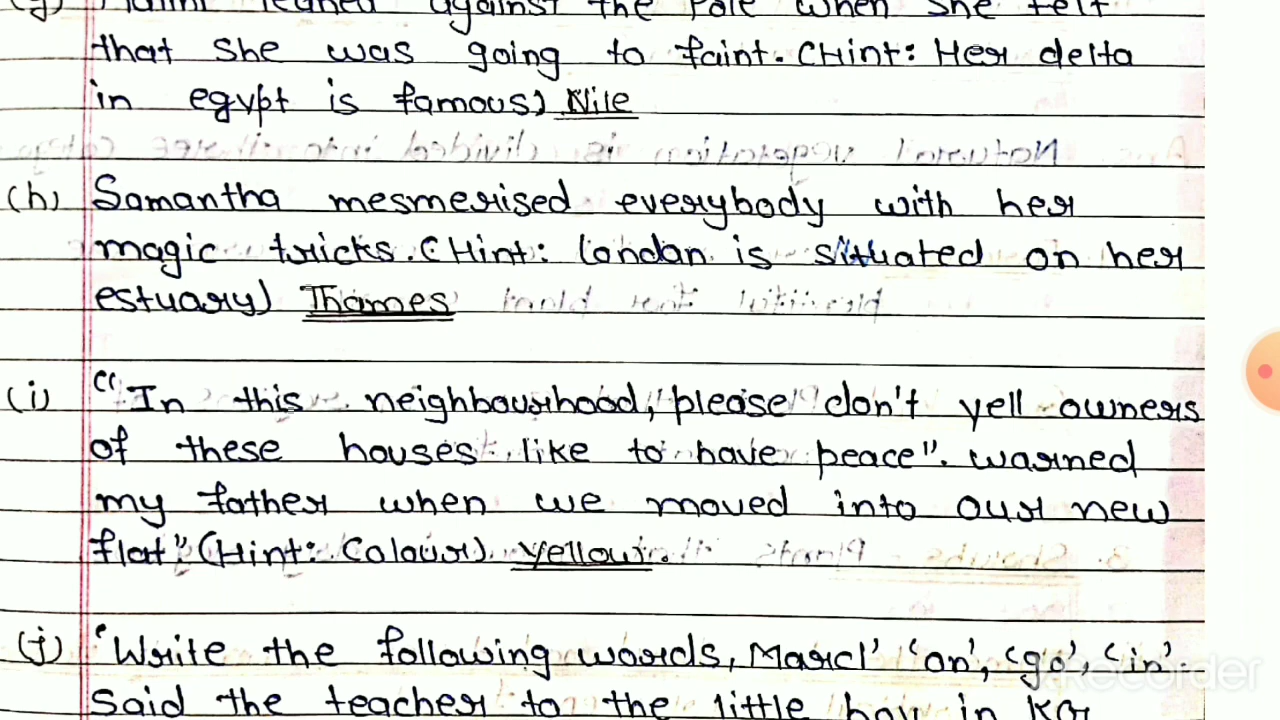 that she was going to faint. (Hint: Her delta
in egypt is famous) Nile
(h) Samantha mesmerised everybody with her
magic tricks. (Hint: London is situated on her
estuary) Thames
(i) "In this neighbourhood, please don't yell owners
of these houses like to have peace". warned
my father when we moved into our new
flat" (Hint: Colour) yellow.
(j) 'Write the following words, Marcl' 'on', 'go', 'in'.
Said the teacher to the little boy in KG
Recorder